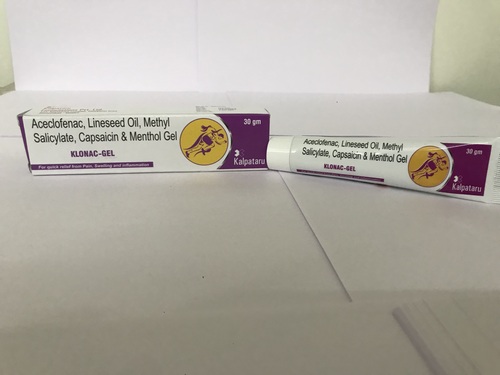 Aceclofenac, Lineseed Oil, Methyl
Salicylate, Capsaicin & Menthol Gel
30 gm
KLONAC-GEL
For quick relief from Pain, Swelling and inflammation
Kalpataru
Aceclofenac, Lineseed Oil, Methyl
Salicylate, Capsaicin & Menthol Gel
30 gm
KLONAC-GEL
Kalpataru